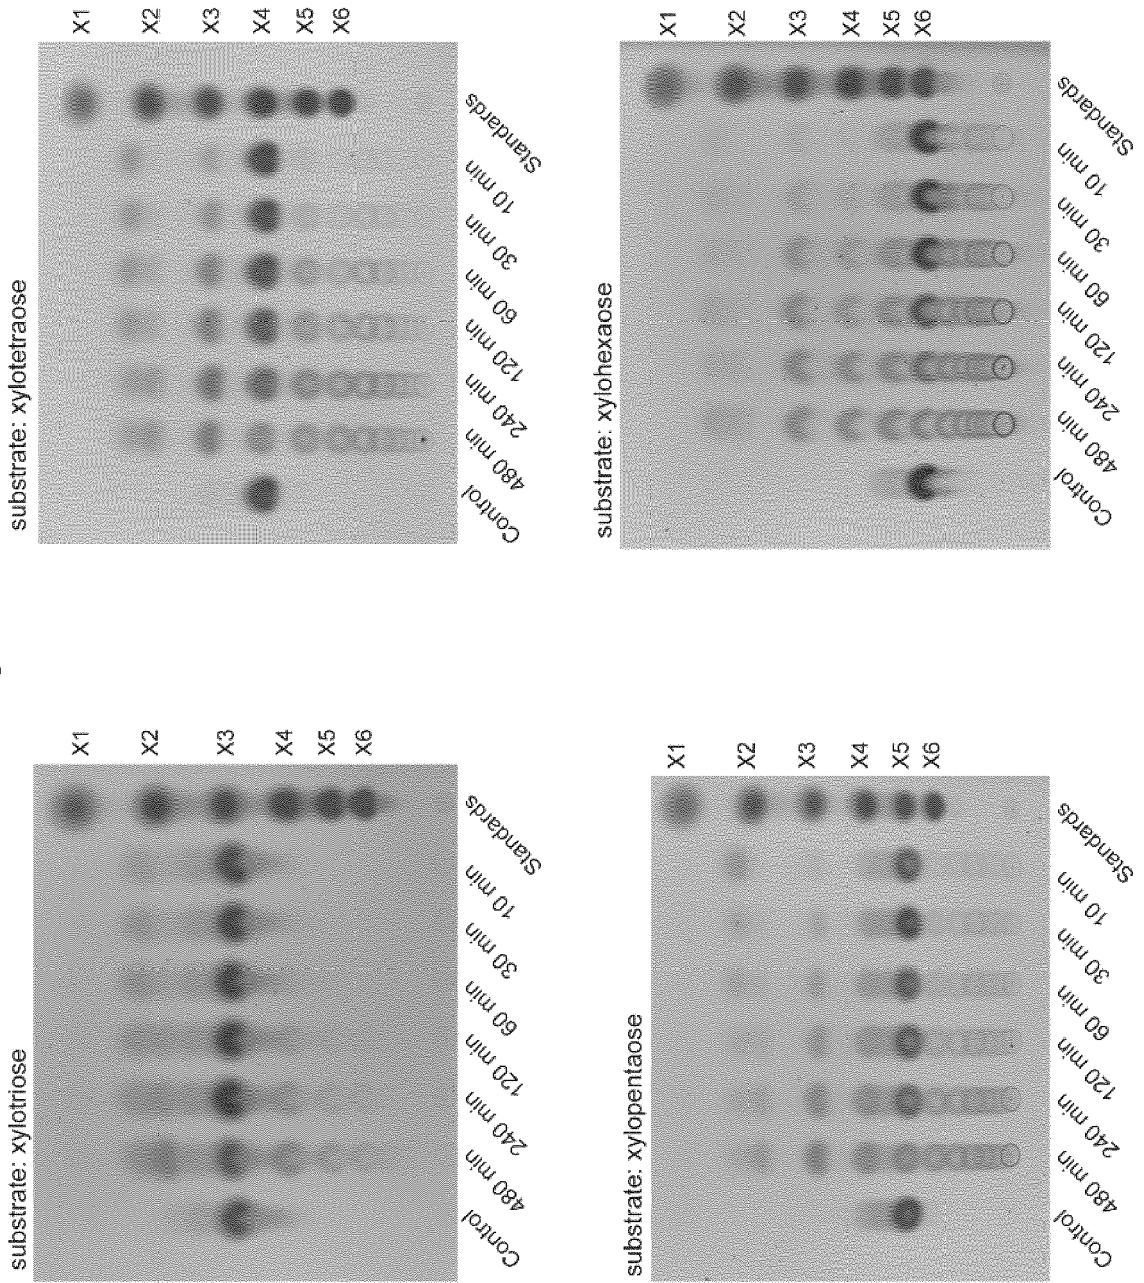 substrate: xylotetraose
X1
X2
X3
X4
X5
X6
Control
480 min
240 min
120 min
60 min
30 min
10 min
Standards
substrate: xylohexaose
X1
X2
X3
X4
X5
X6
Control
480 min
240 min
120 min
60 min
30 min
10 min
Standards
substrate: xylotriose
X1
X2
X3
X4
X5
X6
Control
480 min
240 min
120 min
60 min
30 min
10 min
Standards
substrate: xylopentaose
X1
X2
X3
X4
X5
X6
Control
480 min
240 min
120 min
60 min
30 min
10 min
Standards